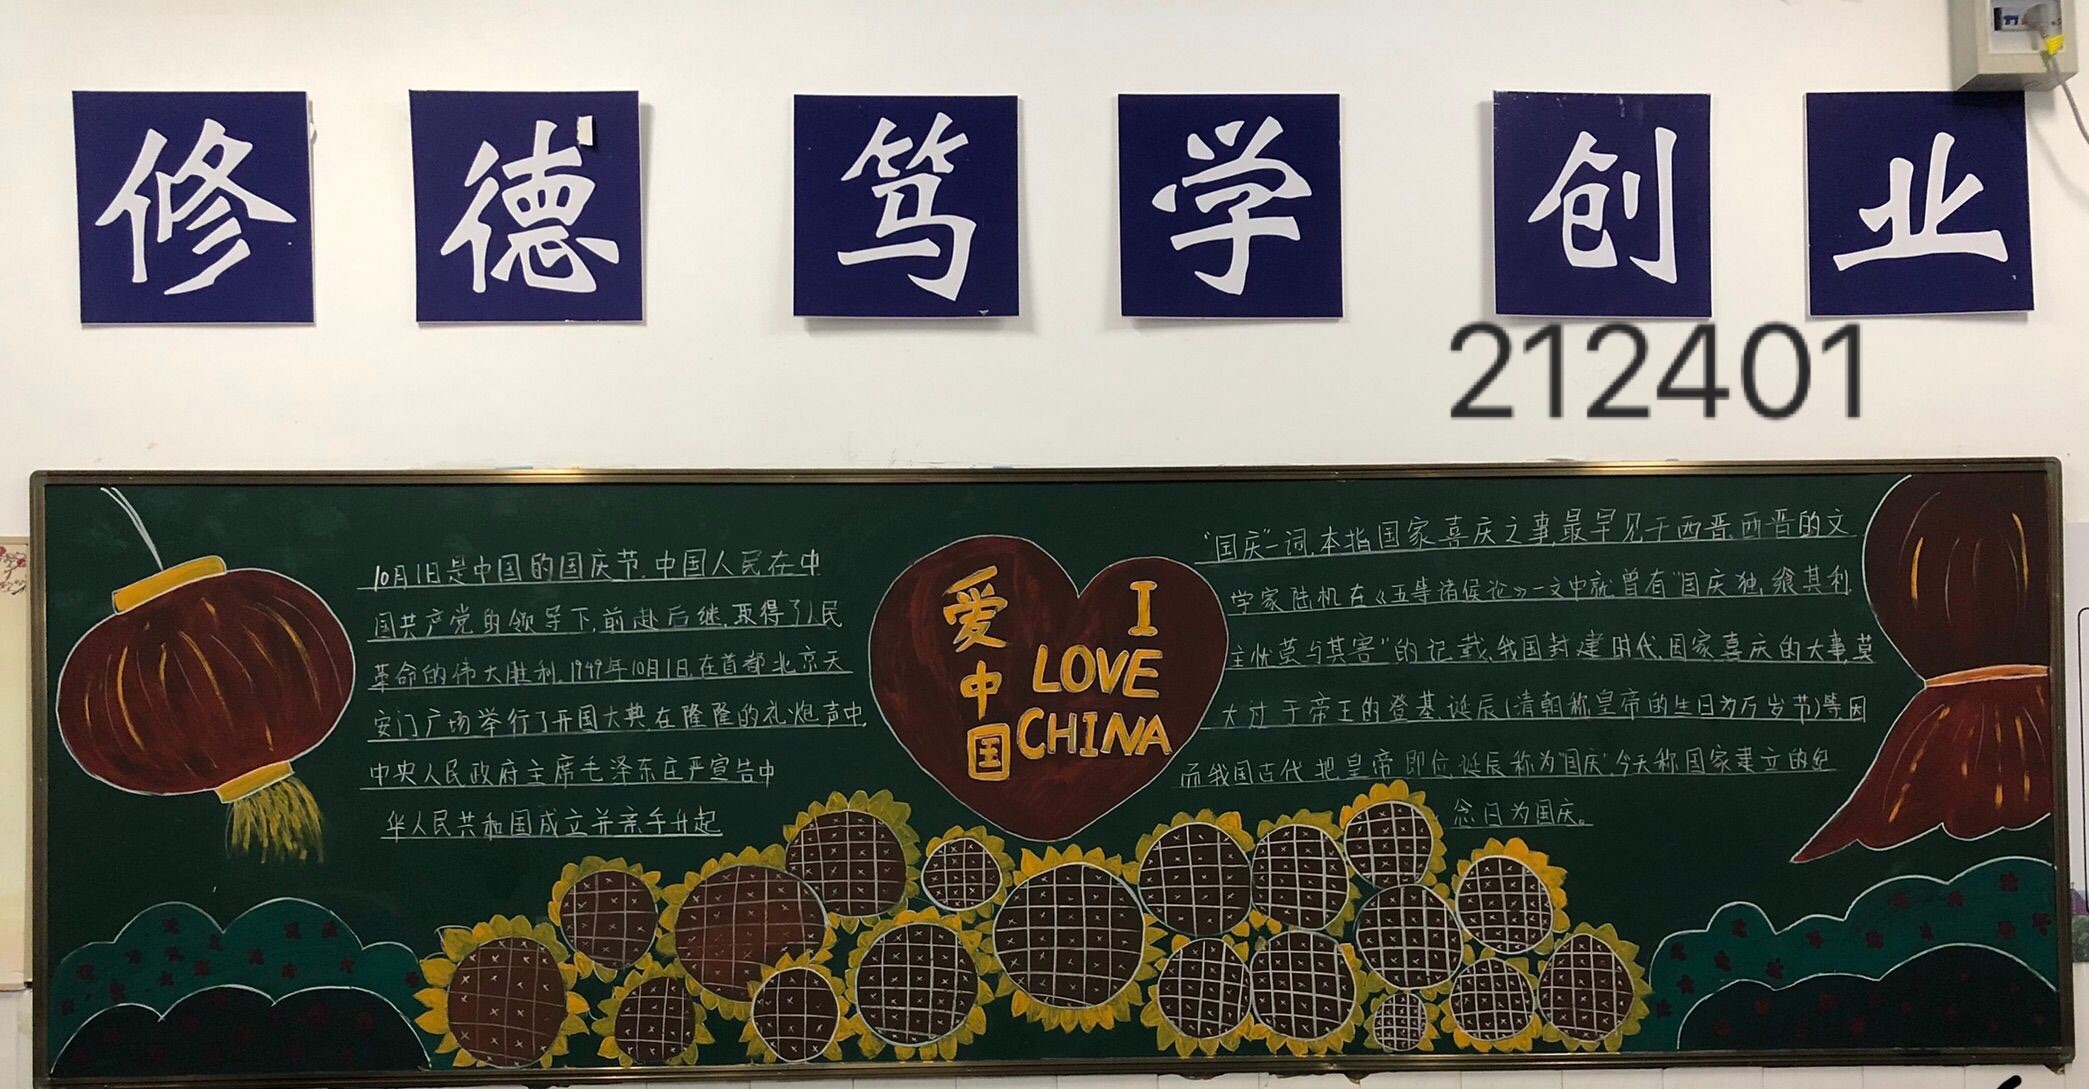 修 德 笃 学 创 业
212401
10月1日是中国的国庆节.中国人民在中
国共产党的领导下,前赴后继,取得了人民
革命的伟大胜利.1949年10月1日,在首都北京天
安门广场举行了开国大典,在隆隆的礼炮声中,
中央人民政府主席毛泽东庄严宣告中
华人民共和国成立并亲手升起
爱中国
I
LOVE
CHINA
“国庆”一词,本指国家喜庆之事,最早见于西晋.西晋的文
学家陆机在《五等诸侯论》一文中就曾有“国庆独飨其利,
主忧莫与其害”的记载,我国封建时代,国家喜庆的大事,莫
大过于帝王的登基,诞辰(清朝称皇帝的生日为万岁节)等因
而我国古代把皇帝即位,诞辰称为“国庆”.今天称国家建立的纪
念日为国庆。